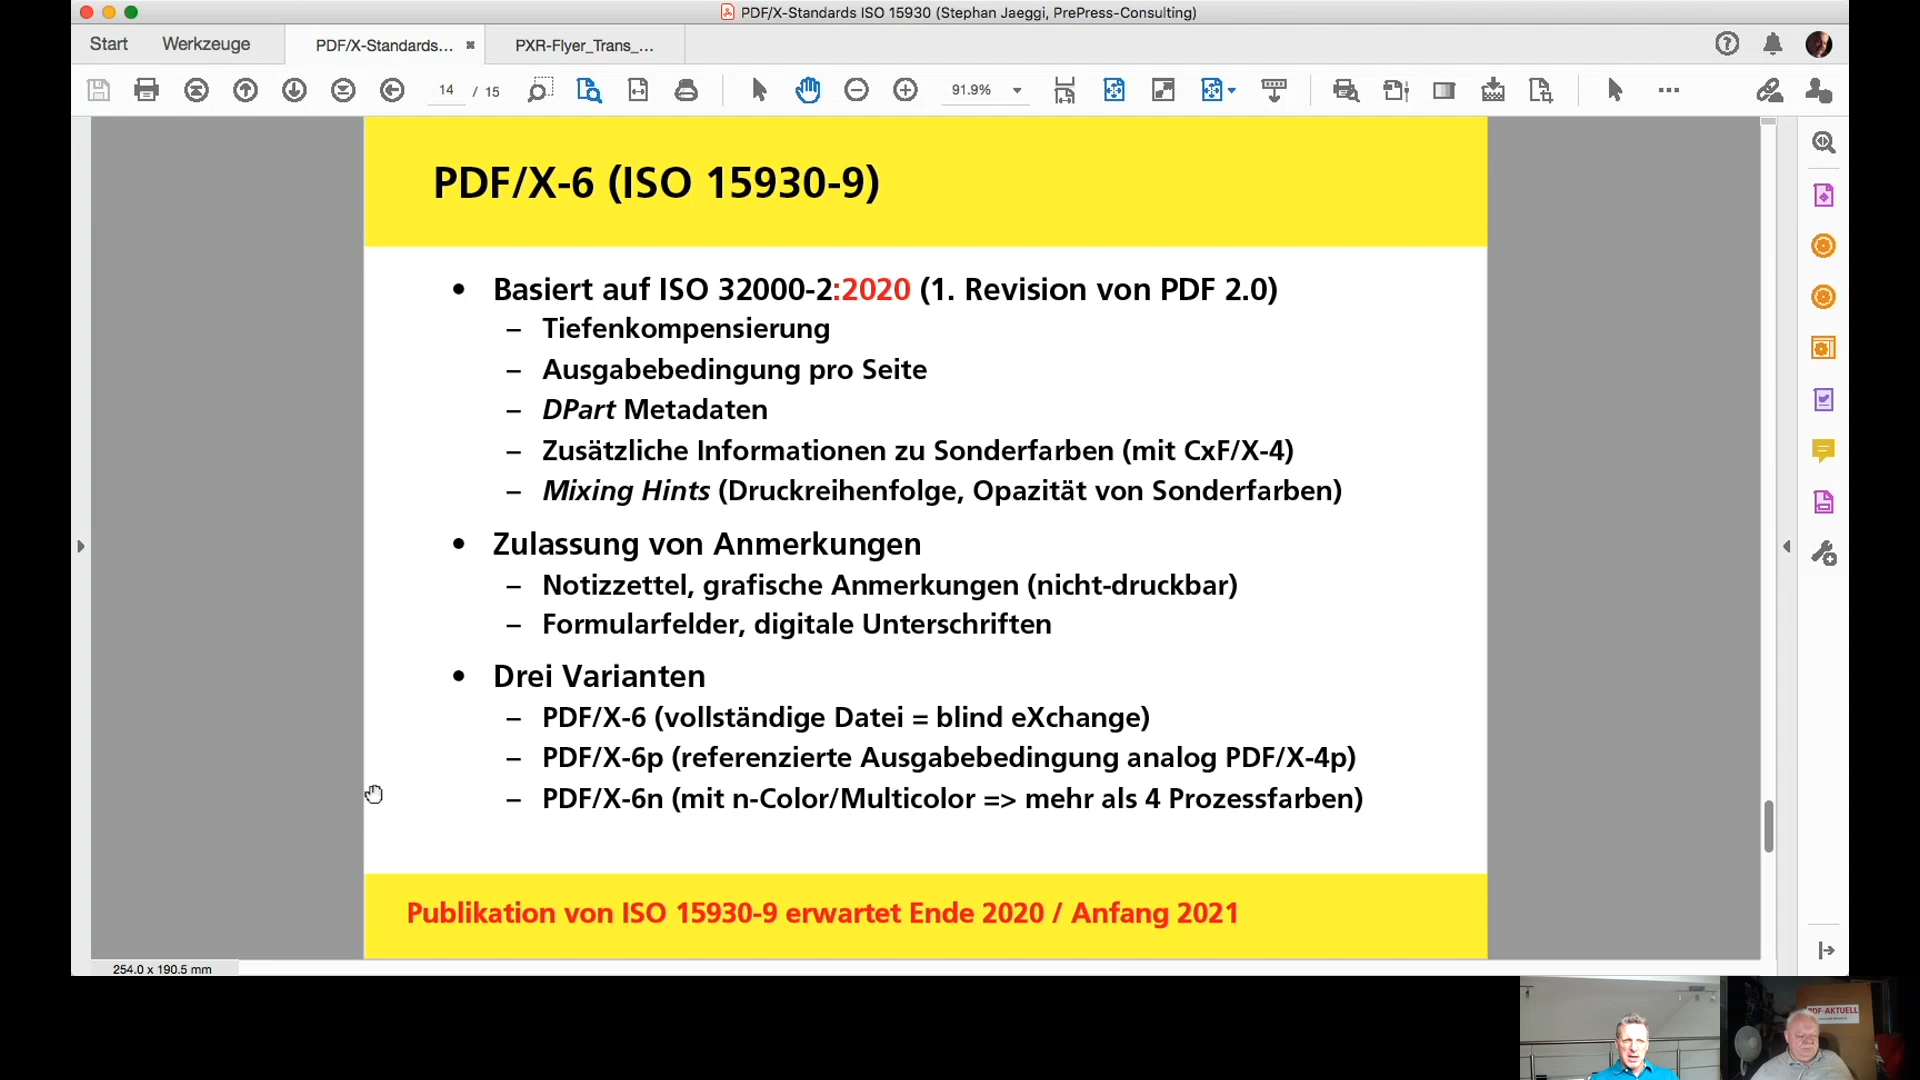 PDF/X-Standards ISO 15930 (Stephan Jaeggi, PrePress-Consulting)
Start Werkzeuge PDF/X-Standards... PXR-Flyer_Trans_...
14 / 15 91.9%
PDF/X-6 (ISO 15930-9)
• Basiert auf ISO 32000-2:2020 (1. Revision von PDF 2.0)
– Tiefenkompensierung
– Ausgabebedingung pro Seite
– DPart Metadaten
– Zusätzliche Informationen zu Sonderfarben (mit CxF/X-4)
– Mixing Hints (Druckreihenfolge, Opazität von Sonderfarben)
• Zulassung von Anmerkungen
– Notizzettel, grafische Anmerkungen (nicht-druckbar)
– Formularfelder, digitale Unterschriften
• Drei Varianten
– PDF/X-6 (vollständige Datei = blind eXchange)
– PDF/X-6p (referenzierte Ausgabebedingung analog PDF/X-4p)
– PDF/X-6n (mit n-Color/Multicolor => mehr als 4 Prozessfarben)
Publikation von ISO 15930-9 erwartet Ende 2020 / Anfang 2021
254.0 x 190.5 mm
PDF-AKTUELL